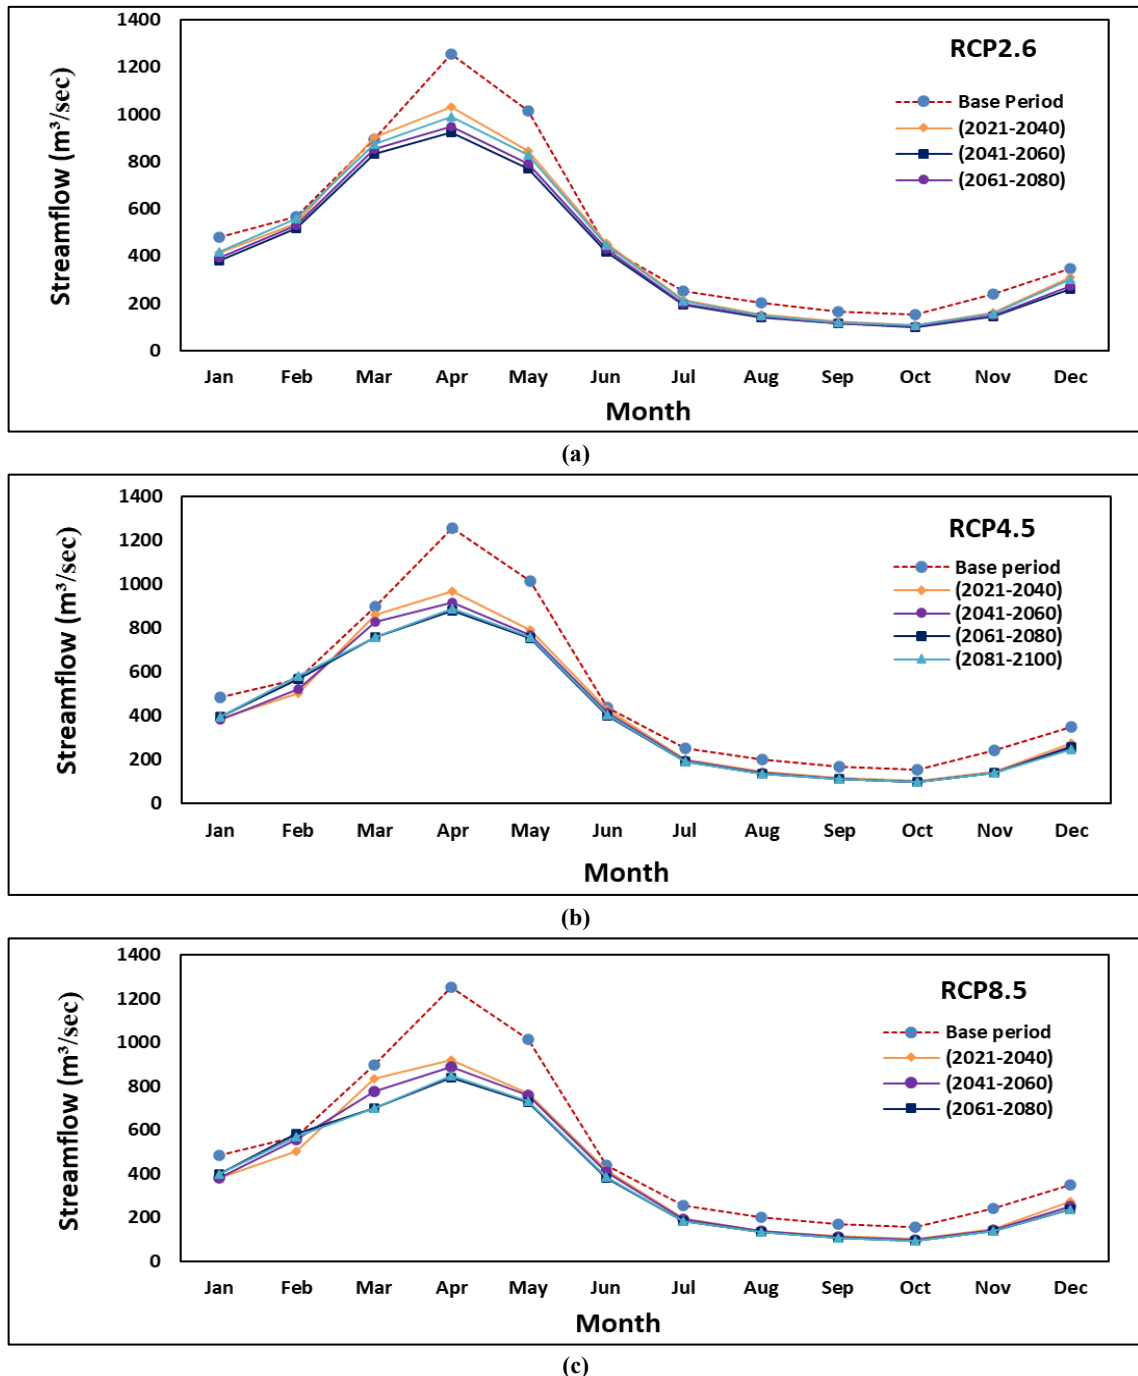 1400
1200
1000
800
600
400
200
0
Streamflow (m³/sec)
RCP2.6
Base Period
(2021-2040)
(2041-2060)
(2061-2080)
Jan Feb Mar Apr May Jun Jul Aug Sep Oct Nov Dec
Month
(a)
1400
1200
1000
800
600
400
200
0
Streamflow (m³/sec)
RCP4.5
Base period
(2021-2040)
(2041-2060)
(2061-2080)
(2081-2100)
Jan Feb Mar Apr May Jun Jul Aug Sep Oct Nov Dec
Month
(b)
1400
1200
1000
800
600
400
200
0
Streamflow (m³/sec)
RCP8.5
Base period
(2021-2040)
(2041-2060)
(2061-2080)
Jan Feb Mar Apr May Jun Jul Aug Sep Oct Nov Dec
Month
(c)